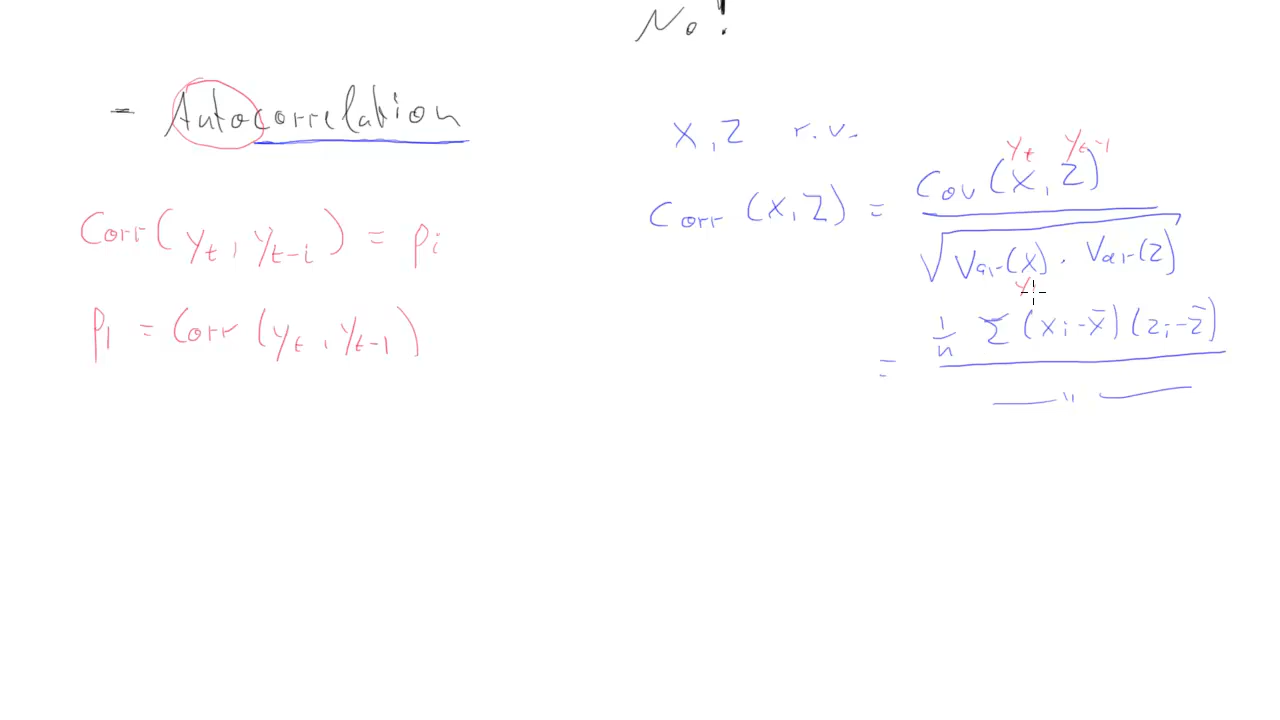 No!
- Autocorrelation
Corr(yt, yt-i) = ρi
ρ1 = Corr (yt, yt-1)
X, Z r.v.
yt yt-1
Corr (X, Z) = Cov (X, Z)
√Var(X) · Var(Z)
y
= 1/n Σ (xi - x̄) (zi - z̄)
— " —